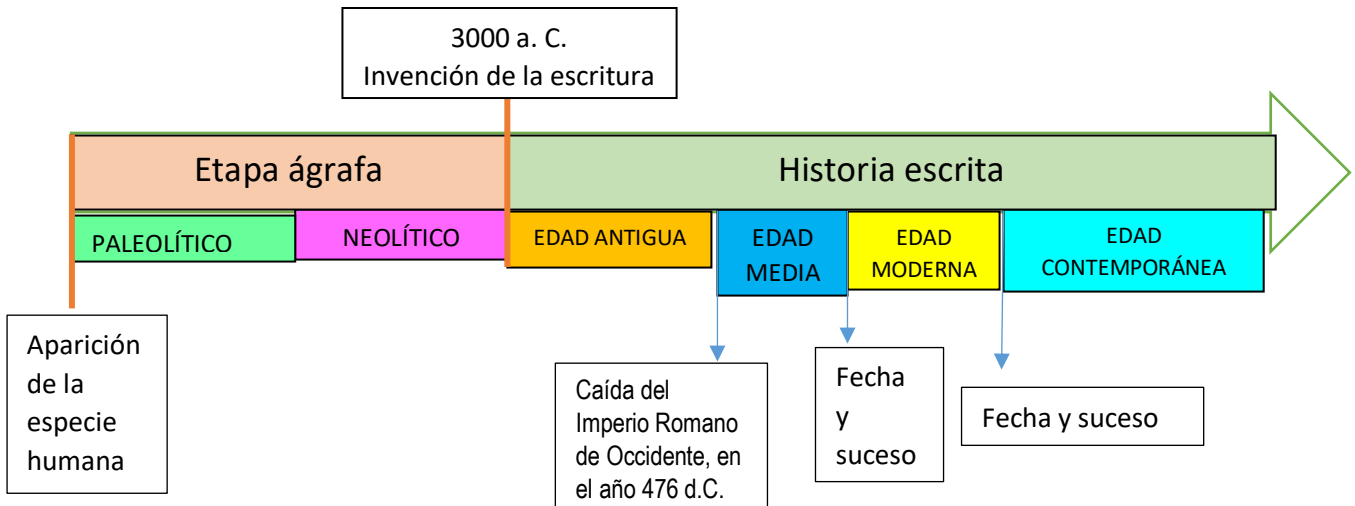 3000 a. C.
Invención de la escritura
Etapa ágrafa
Historia escrita
PALEOLÍTICO
NEOLÍTICO
EDAD ANTIGUA
EDAD
MEDIA
EDAD
MODERNA
EDAD
CONTEMPORÁNEA
Aparición
de la
especie
humana
Caída del
Imperio Romano
de Occidente, en
el año 476 d.C.
Fecha
y
suceso
Fecha y suceso